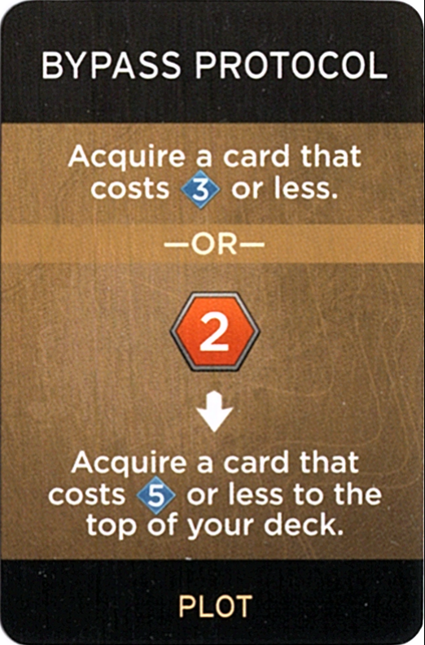 BYPASS PROTOCOL
Acquire a card that
costs 3 or less.
—OR—
2
Acquire a card that
costs 5 or less to the
top of your deck.
PLOT